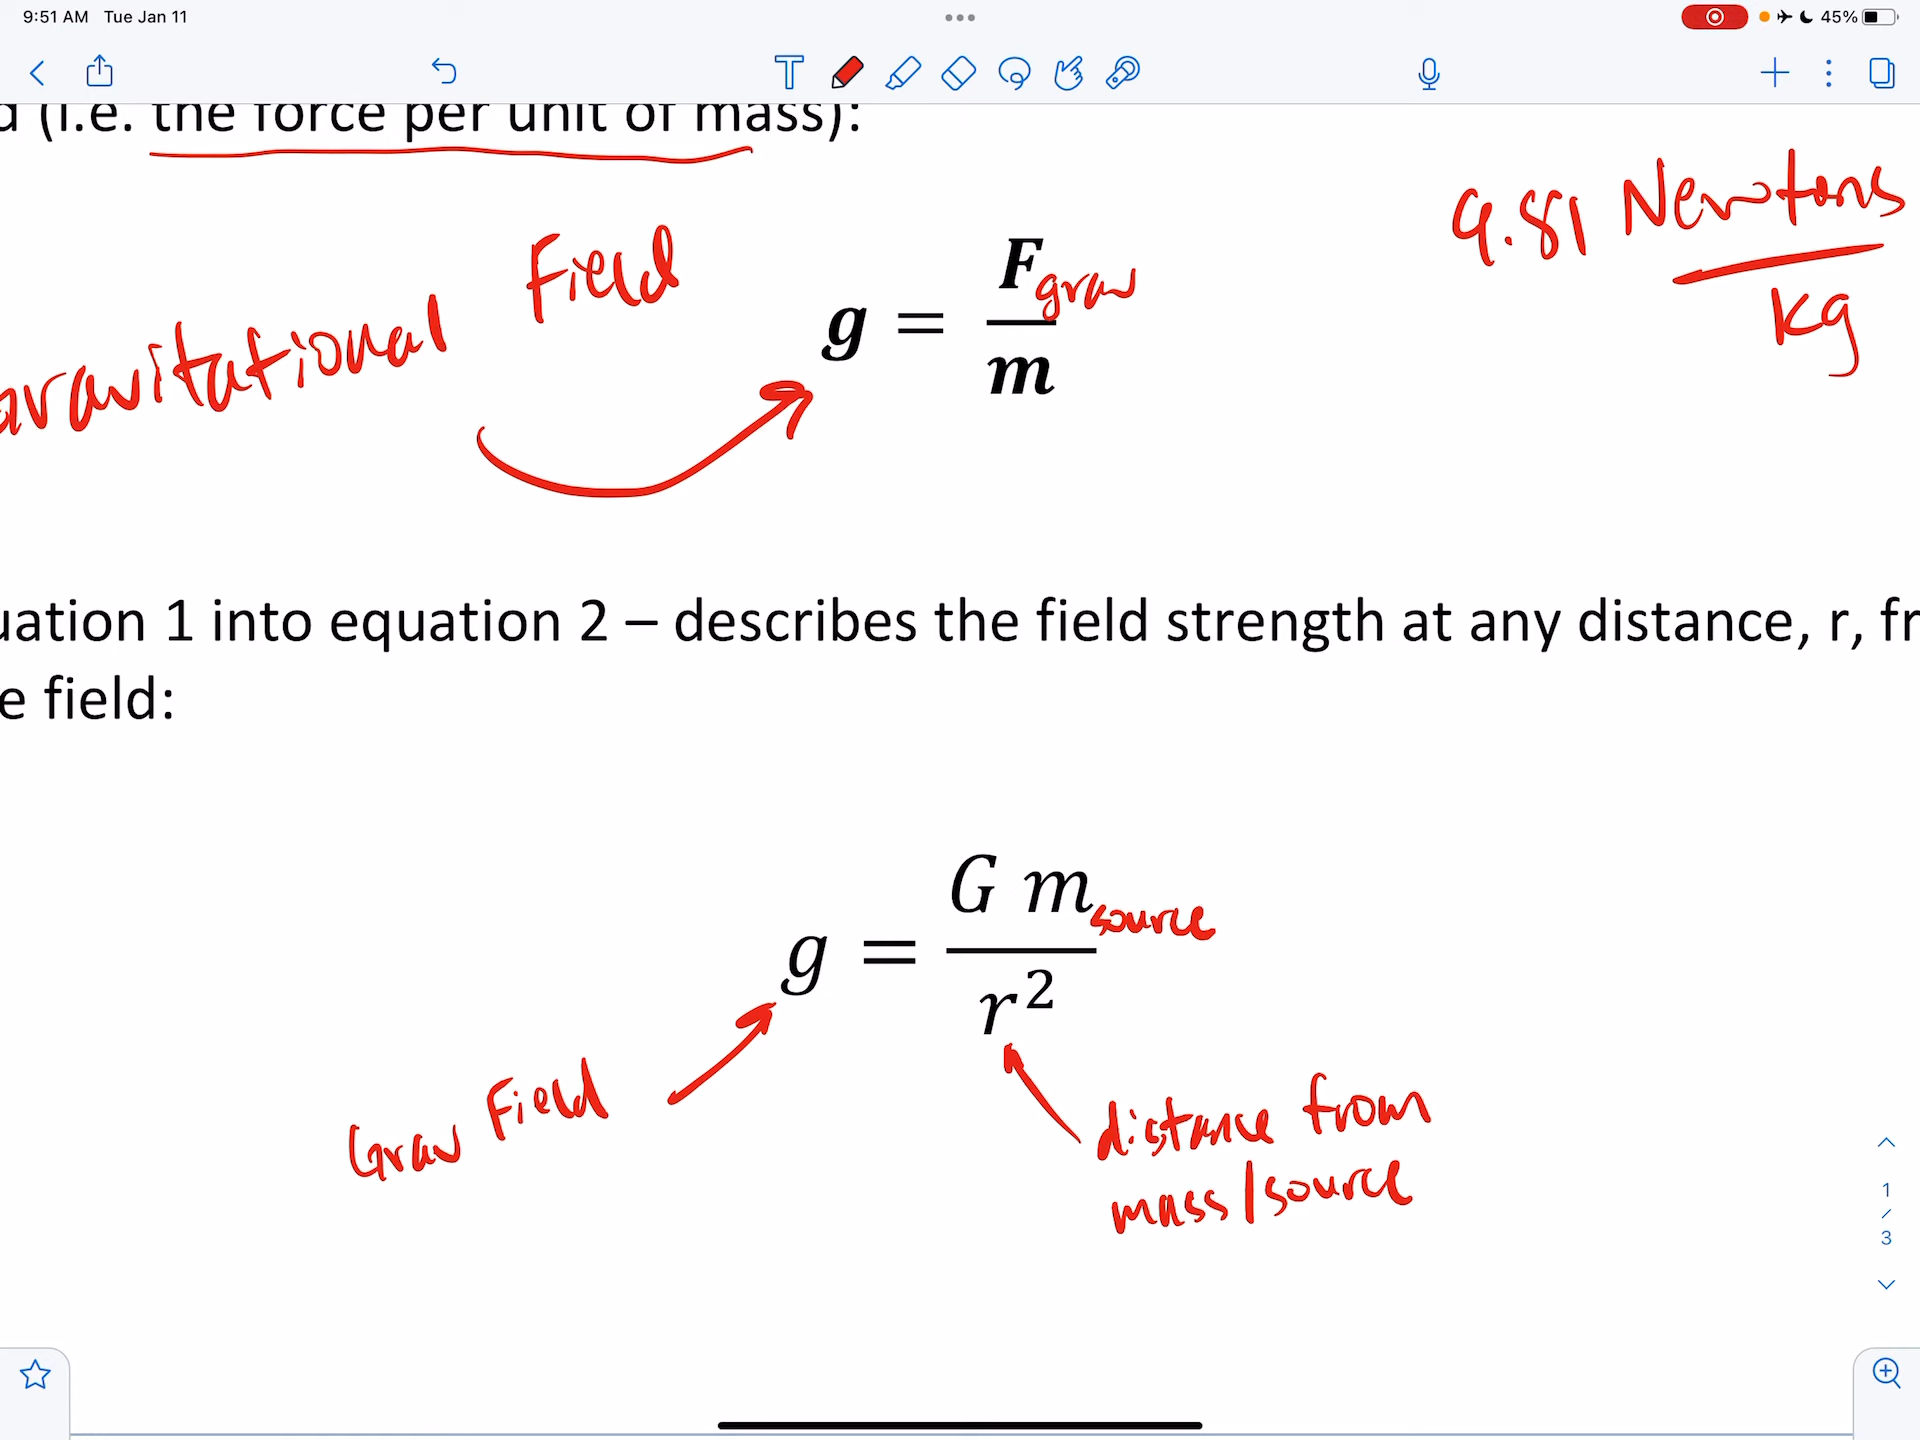 9:51 AM Tue Jan 11
45%
d (i.e. the force per unit of mass):
9.81 Newtons
kg
Gravitational Field
g = F grav
m
uation 1 into equation 2 – describes the field strength at any distance, r, fr
e field:
g = G m source
r²
Grav Field
distance from
mass/source
1
/
3